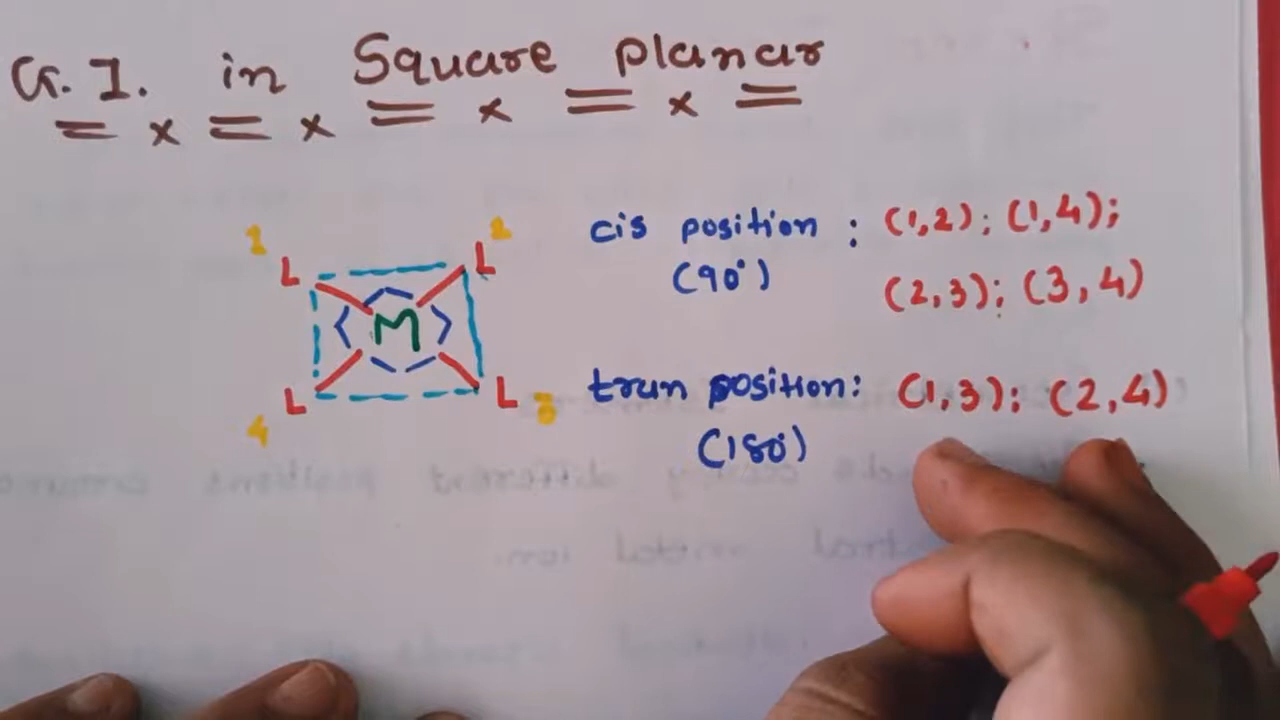 G. I. in Square planar
= x = x = x = x =
1 2
L L
M
L L
4 3
cis position : (1,2); (1,4);
(90°) (2,3); (3,4)
tran position: (1,3); (2,4)
(180°)